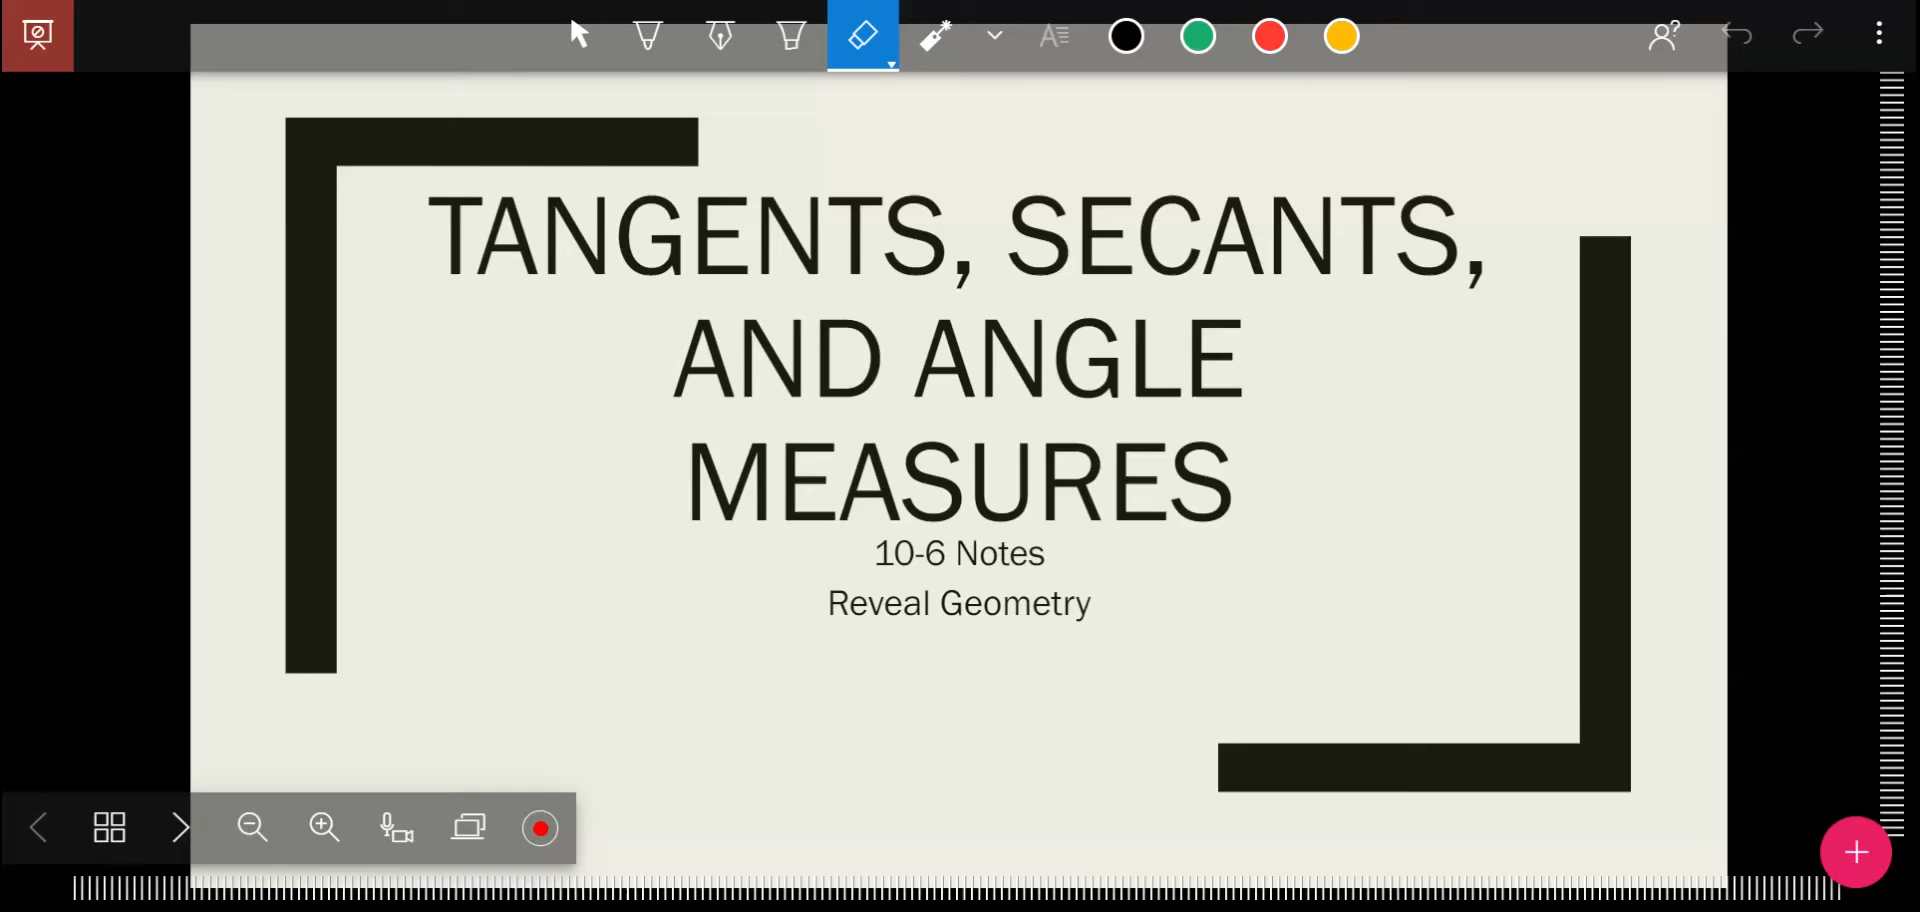 TANGENTS, SECANTS,
AND ANGLE
MEASURES
10-6 Notes
Reveal Geometry